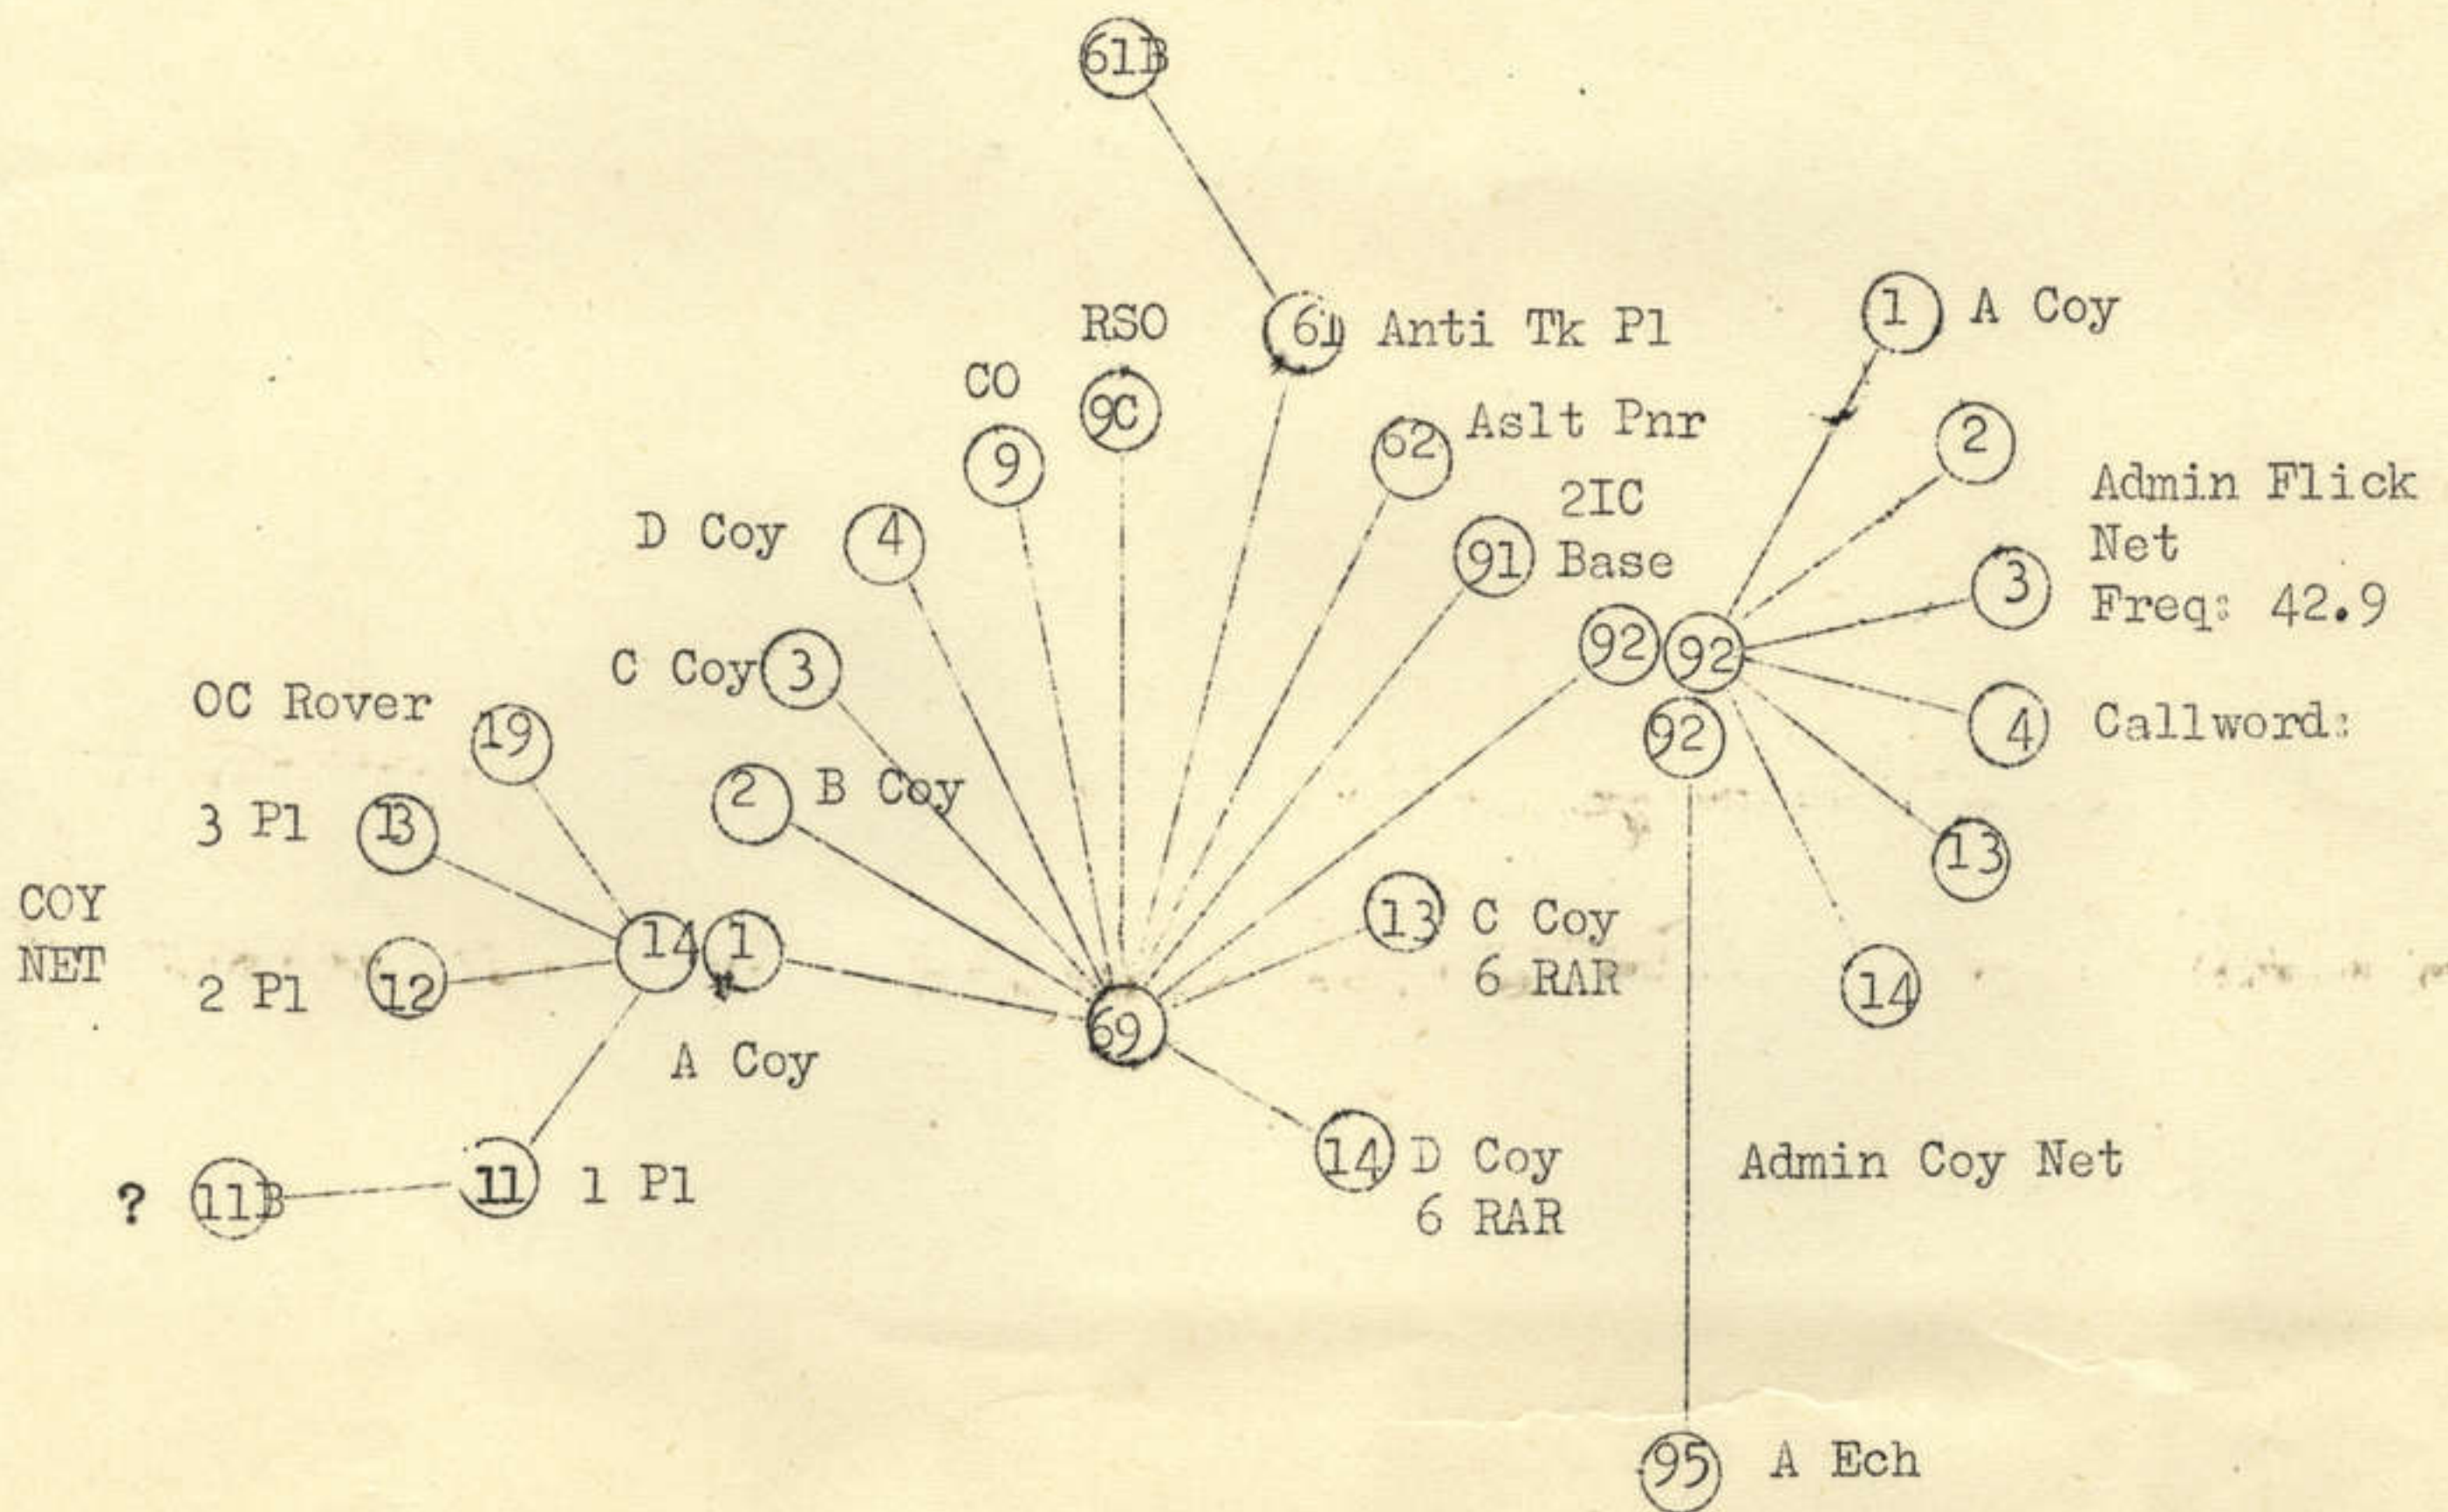 61B
RSO
61 Anti Tk Pl
1 A Coy
CO
9C
62 Aslt Pnr
2
9
2IC
Admin Flick
D Coy 4
91 Base
Net
3
Freq: 42.9
C Coy 3
92 92
OC Rover 19
92
4 Callword:
3 Pl 13
2 B Coy
13
COY
NET
14 1
13 C Coy
6 RAR
2 Pl 12
14
69
A Coy
14 D Coy
6 RAR
Admin Coy Net
? 11B
11 1 Pl
95 A Ech